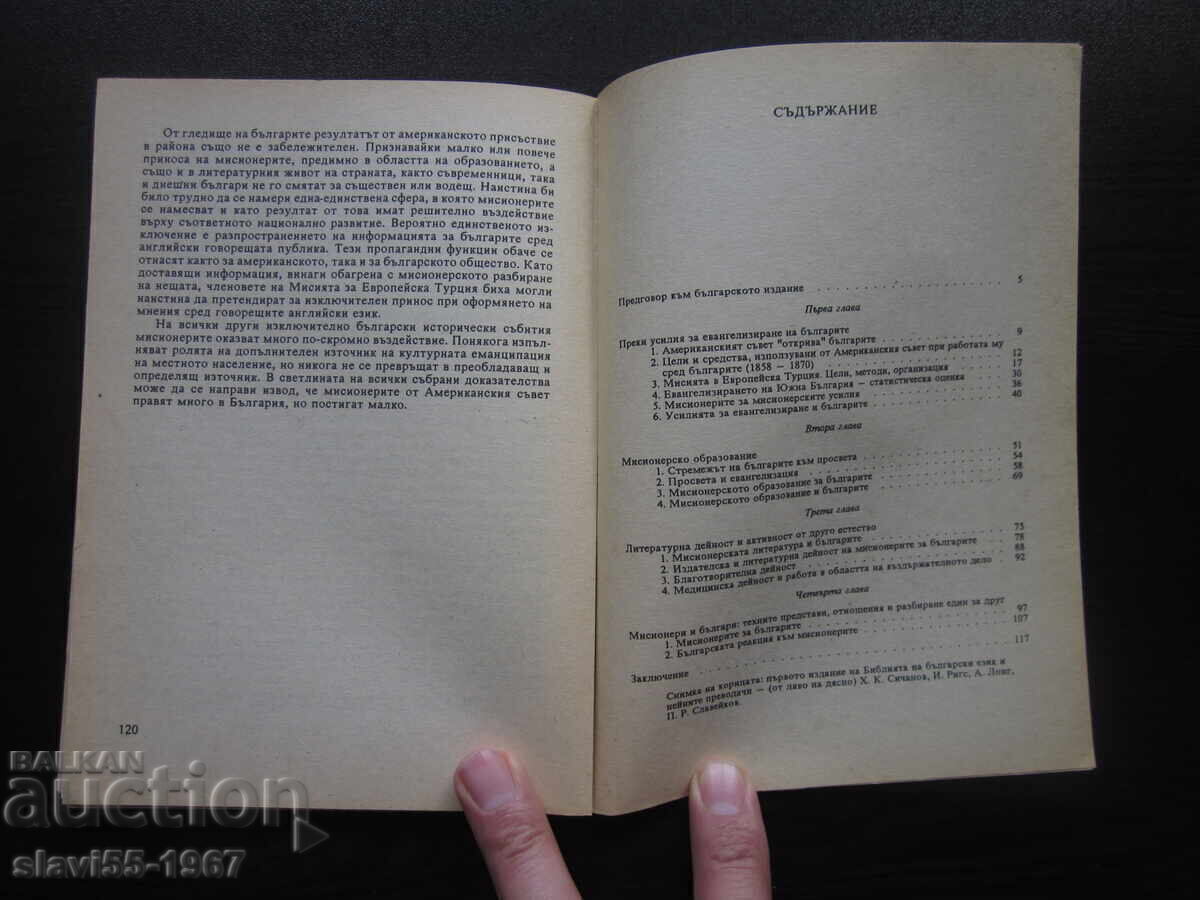 От гледище на българите резултатът от американското присъствие
в района също не е забележителен. Признавайки малко или повече
приноса на мисионерите, предимно в областта на образованието, а
също и в литературния живот на страната, както съвременници, така
и днешни българи не го смятат за съществен или водещ. Наистина би
било трудно да се намери една-единствена сфера, в която мисионерите
се намесват и като резултат от това имат решително въздействие
върху съответното национално развитие. Вероятно единственото из-
ключение е разпространението на информацията за българите сред
английски говорещата публика. Тези пропагандни функции обаче се
отнасят както за американското, така и за българското общество. Като
доставящи информация, винаги обагрена с мисионерското разбиране
на нещата, членовете на Мисията за Европейска Турция биха могли
наистина да претендират за изключителен принос при оформянето на
мнения сред говорещите английски език.
На всички други изключително български исторически събития
мисионерите оказват много по-скромно въздействие. Понякога изпъл-
няват ролята на допълнителен източник на културната еманципация
на местното население, но никога не се превръщат в преобладаващ и
определящ източник. В светлината на всички събрани доказателства
може да се направи извод, че мисионерите от Американския съвет
правят много в България, но постигат малко.
120
СЪДЪРЖАНИЕ
Предговор към българското издание . . . . . . . . . . . . 5
Първа глава
Преки усилия за евангелизиране на българите
1. Американският съвет "открива" българите . . . . . . . . . 9
2. Цели и средства, използувани от Американския съвет при работата му
сред българите (1858 – 1870) . . . . . . . . . . . . 12
3. Мисията в Европейска Турция. Цели, методи, организация . . . . 17
4. Евангелизирането на Южна България – статистическа оценка . . . 30
5. Мисионерите за мисионерските усилия . . . . . . . . . . 36
6. Усилията за евангелизиране и българите . . . . . . . . . 40
Втора глава
Мисионерско образование
1. Стремежът на българите към просвета . . . . . . . . . . 51
2. Просвета и евангелизация . . . . . . . . . . . . . 54
3. Мисионерското образование за българите . . . . . . . . . 58
4. Мисионерското образование и българите . . . . . . . . . 69
Трета глава
Литературна дейност и активност от друго естество
1. Мисионерската литература и българите . . . . . . . . . . 75
2. Издателска и литературна дейност на мисионерите за българите . . 78
3. Благотворителна дейност . . . . . . . . . . . . . 88
4. Медицинска дейност и работа в областта на въздържателното дело . 92
Четвърта глава
Мисионери и българи: техните представи, отношения и разбиране един за друг
1. Мисионерите за българите . . . . . . . . . . . . . 97
2. Българската реакция към мисионерите . . . . . . . . . . 107
Заключение . . . . . . . . . . . . . . . . . . 117
Снимка на корицата: първото издание на Библията на български език и
нейните преводачи – (от ляво на дясно) Х. К. Сичанов, И. Ригс, А. Лонг,
П. Р. Славейков.
BALKAN
auction
slavi55-1967